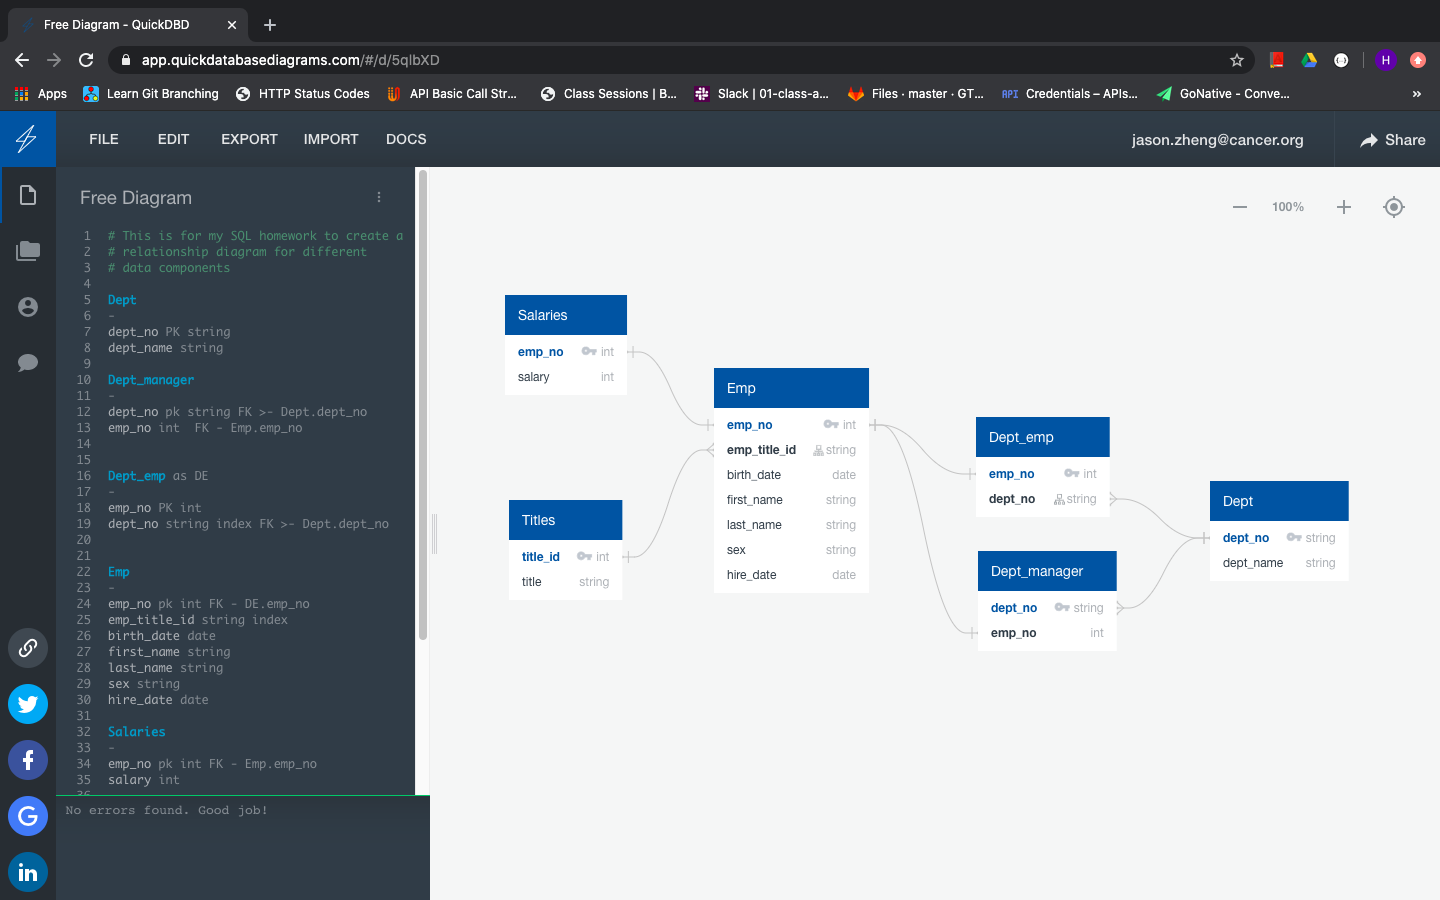 Free Diagram - QuickDBD
app.quickdatabasediagrams.com/#/d/5qlbXD
H
Apps
Learn Git Branching
HTTP Status Codes
API Basic Call Str...
Class Sessions | B...
Slack | 01-class-a...
Files · master · GT...
API
Credentials – APIs...
GoNative - Conve...
»
FILE
EDIT
EXPORT
IMPORT
DOCS
jason.zheng@cancer.org
Share
Free Diagram
1 # This is for my SQL homework to create a
2 # relationship diagram for different
3 # data components
4
5 Dept
6 -
7 dept_no PK string
8 dept_name string
9
10 Dept_manager
11 -
12 dept_no pk string FK >- Dept.dept_no
13 emp_no int  FK - Emp.emp_no
14
15
16 Dept_emp as DE
17 -
18 emp_no PK int
19 dept_no string index FK >- Dept.dept_no
20
21
22 Emp
23 -
24 emp_no pk int FK - DE.emp_no
25 emp_title_id string index
26 birth_date date
27 first_name string
28 last_name string
29 sex string
30 hire_date date
31
32 Salaries
33 -
34 emp_no pk int FK - Emp.emp_no
35 salary int
36
No errors found. Good job!
100%
Salaries
emp_no int
salary int
Titles
title_id int
title string
Emp
emp_no int
emp_title_id string
birth_date date
first_name string
last_name string
sex string
hire_date date
Dept_emp
emp_no int
dept_no string
Dept_manager
dept_no string
emp_no int
Dept
dept_no string
dept_name string
f
G
in